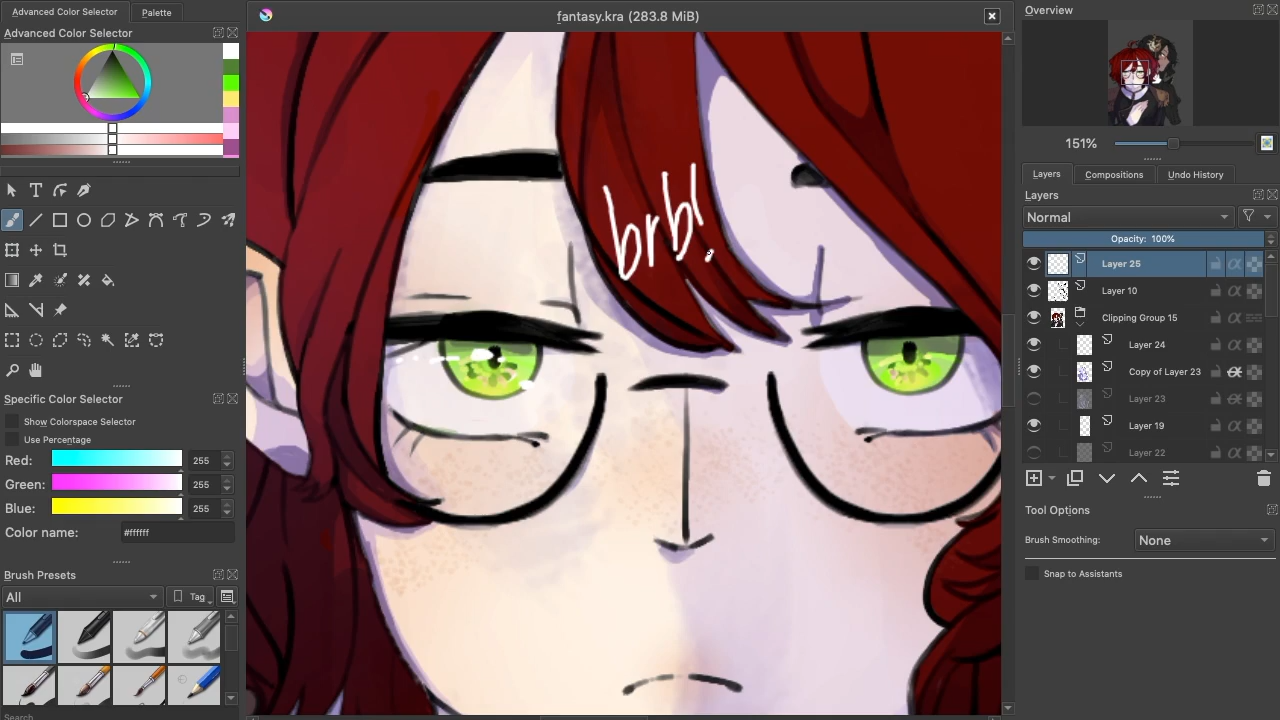 Advanced Color Selector
Palette
fantasy.kra (283.8 MiB)
Overview
Advanced Color Selector
151%
Layers
Compositions
Undo History
Layers
Normal
Opacity: 100%
Layer 25
Layer 10
Clipping Group 15
Layer 24
Copy of Layer 23
Layer 23
Layer 19
Layer 22
brb!
Specific Color Selector
Show Colorspace Selector
Use Percentage
Red: 255
Green: 255
Blue: 255
Color name: #ffffff
Tool Options
Brush Smoothing: None
Snap to Assistants
Brush Presets
All
Tag
Search